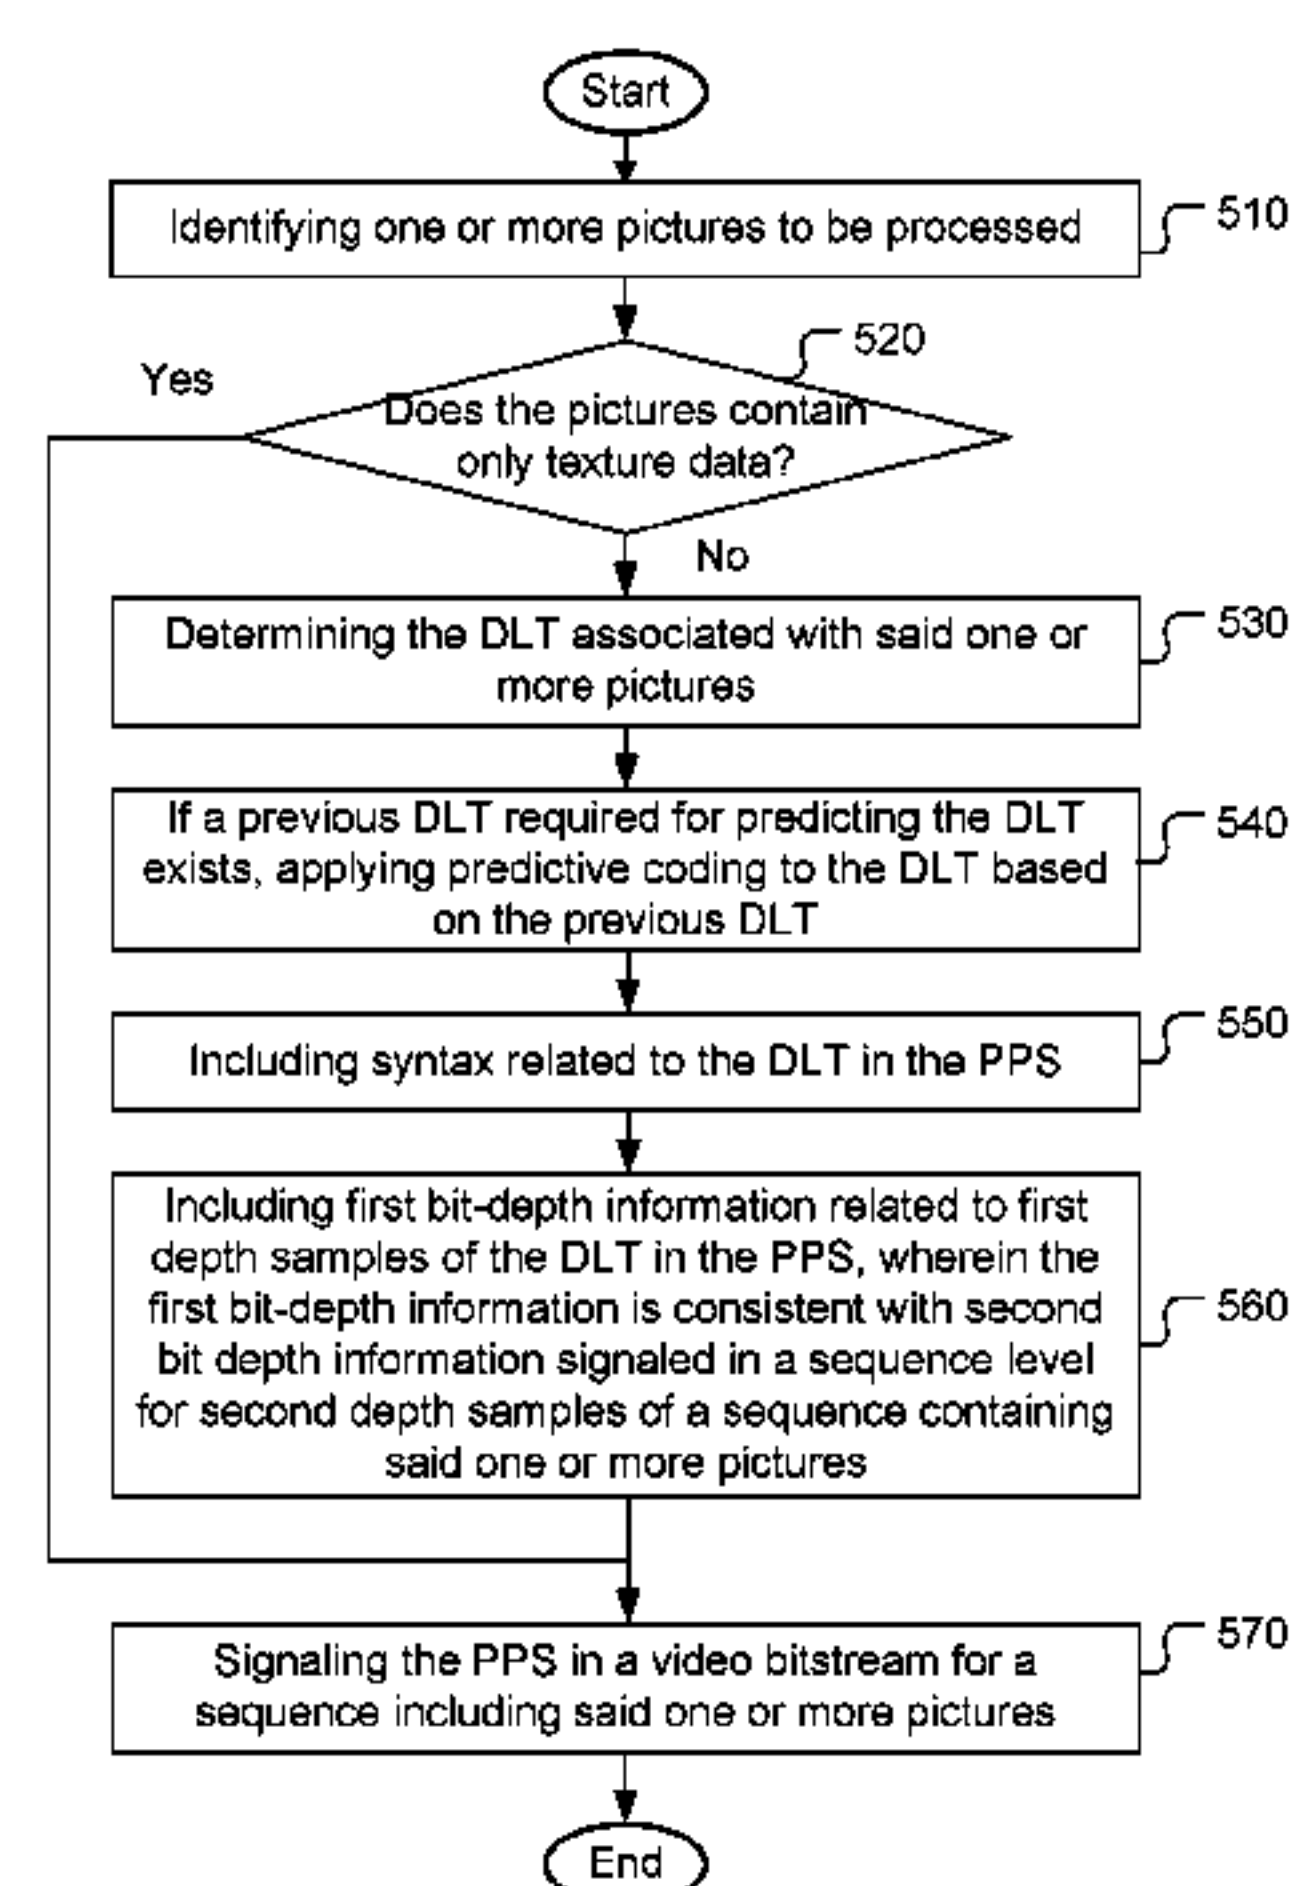 Start
Identifying one or more pictures to be processed
510
520
Yes
Does the pictures contain
only texture data?
No
Determining the DLT associated with said one or
more pictures
530
If a previous DLT required for predicting the DLT
exists, applying predictive coding to the DLT based
on the previous DLT
540
Including syntax related to the DLT in the PPS
550
Including first bit-depth information related to first
depth samples of the DLT in the PPS, wherein the
first bit-depth information is consistent with second
bit depth information signaled in a sequence level
for second depth samples of a sequence containing
said one or more pictures
560
Signaling the PPS in a video bitstream for a
sequence including said one or more pictures
570
End